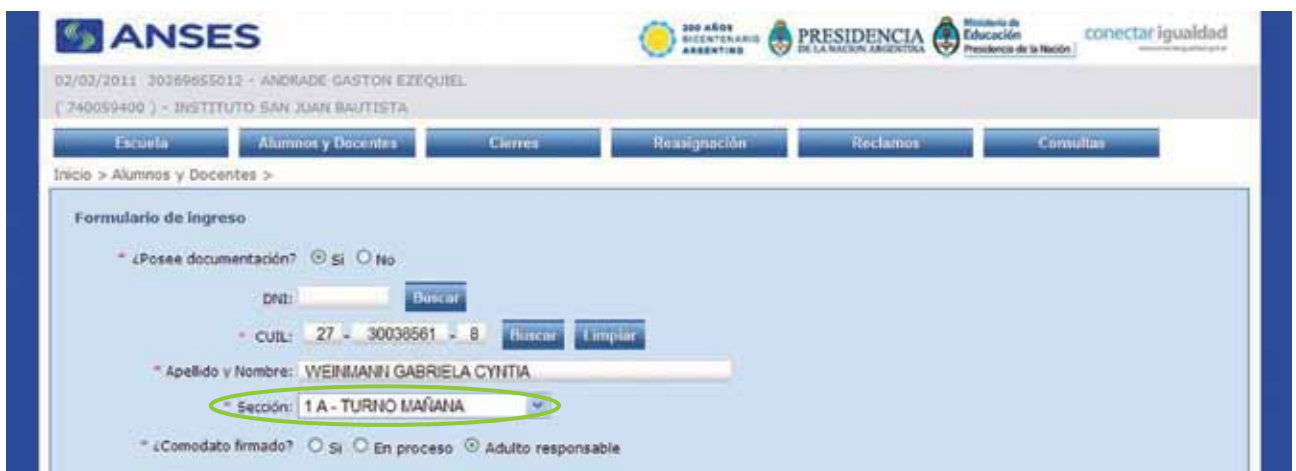 ANSES
200 AÑOS
BICENTENARIO
ARGENTINO
PRESIDENCIA
DE LA NACION ARGENTINA
Ministerio de
Educación
Presidencia de la Nación
conectar igualdad
02/02/2011 20269655012 - ANDRADE GASTON EZEQUIEL
( 740059400 ) - INSTITUTO SAN JUAN BAUTISTA
Escuela Alumnos y Docentes Cierres Reasignación Reclamos Consultas
Inicio > Alumnos y Docentes >
Formulario de ingreso
* ¿Posee documentación? Si No
DNI: Buscar
* CUIL: 27 - 30036561 - 8 Buscar Limpiar
* Apellido y Nombre: WEINMANN GABRIELA CYNTIA
* Sección: 1 A - TURNO MAÑANA
* ¿Comodato firmado? Si En proceso Adulto responsable